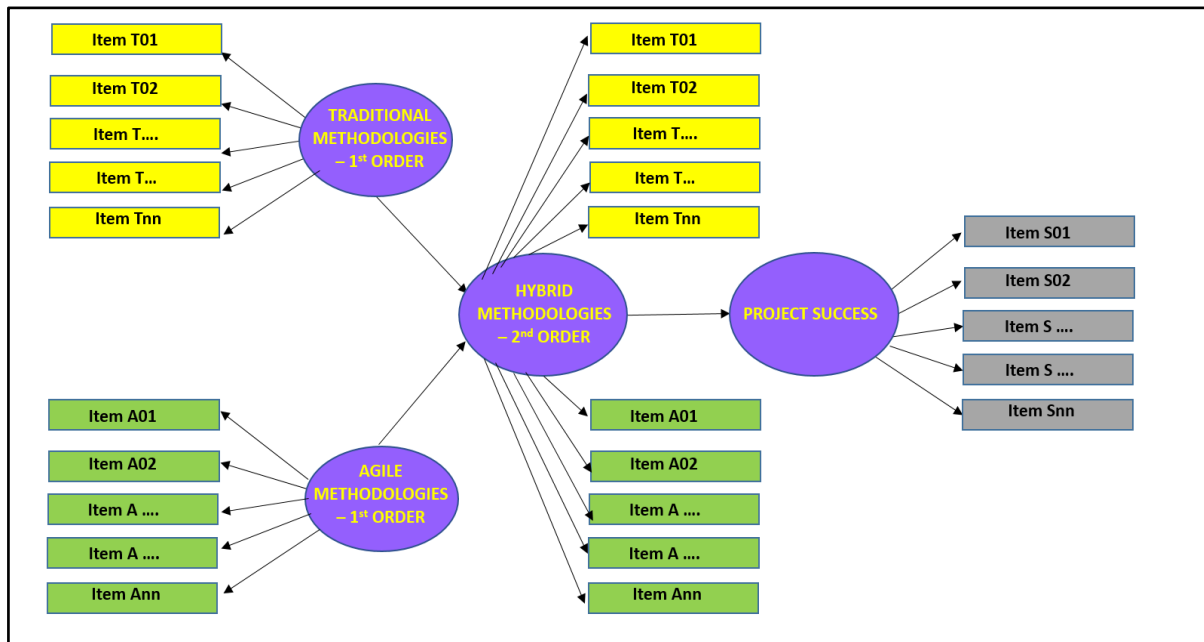 Item T01
Item T02
Item T....
Item T...
Item Tnn
TRADITIONAL
METHODOLOGIES
– 1st ORDER
Item T01
Item T02
Item T....
Item T...
Item Tnn
HYBRID
METHODOLOGIES
– 2nd ORDER
PROJECT SUCCESS
Item S01
Item S02
Item S ....
Item S ....
Item Snn
Item A01
Item A02
Item A ....
Item A ....
Item Ann
AGILE
METHODOLOGIES
– 1st ORDER
Item A01
Item A02
Item A ....
Item A ....
Item Ann